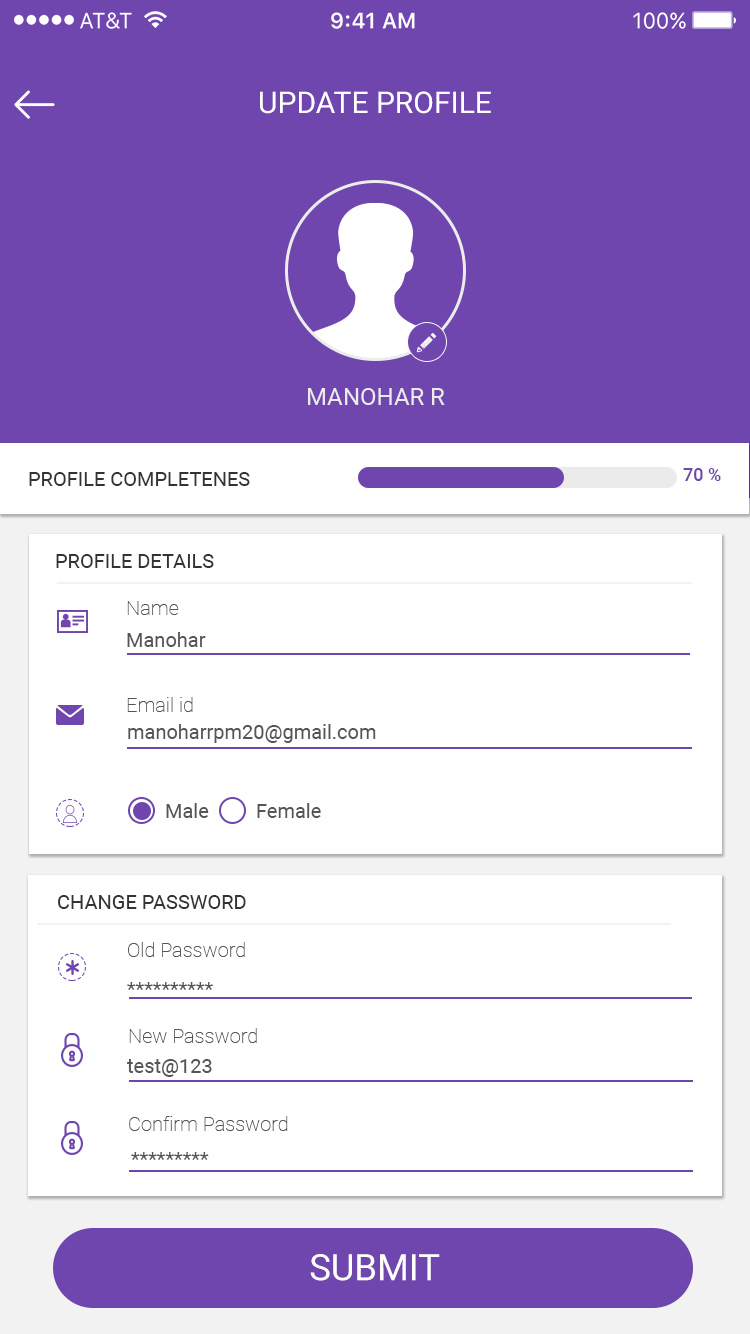 AT&T 9:41 AM 100%
UPDATE PROFILE
MANOHAR R
PROFILE COMPLETENES 70 %
PROFILE DETAILS
Name
Manohar
Email id
manoharrpm20@gmail.com
Male Female
CHANGE PASSWORD
Old Password
**********
New Password
test@123
Confirm Password
*********
SUBMIT